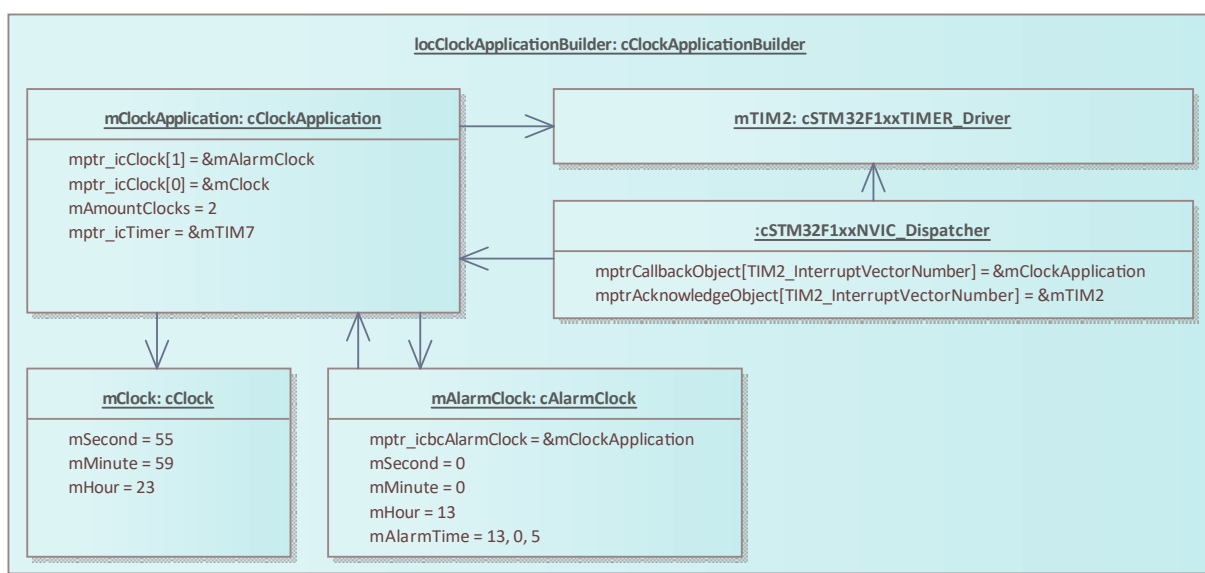 locClockApplicationBuilder: cClockApplicationBuilder
mClockApplication: cClockApplication
mptr_icClock[1] = &mAlarmClock
mptr_icClock[0] = &mClock
mAmountClocks = 2
mptr_icTimer = &mTIM7
mTIM2: cSTM32F1xxTIMER_Driver
:cSTM32F1xxNVIC_Dispatcher
mptrCallbackObject[TIM2_InterruptVectorNumber] = &mClockApplication
mptrAcknowledgeObject[TIM2_InterruptVectorNumber] = &mTIM2
mClock: cClock
mSecond = 55
mMinute = 59
mHour = 23
mAlarmClock: cAlarmClock
mptr_icbcAlarmClock = &mClockApplication
mSecond = 0
mMinute = 0
mHour = 13
mAlarmTime = 13, 0, 5